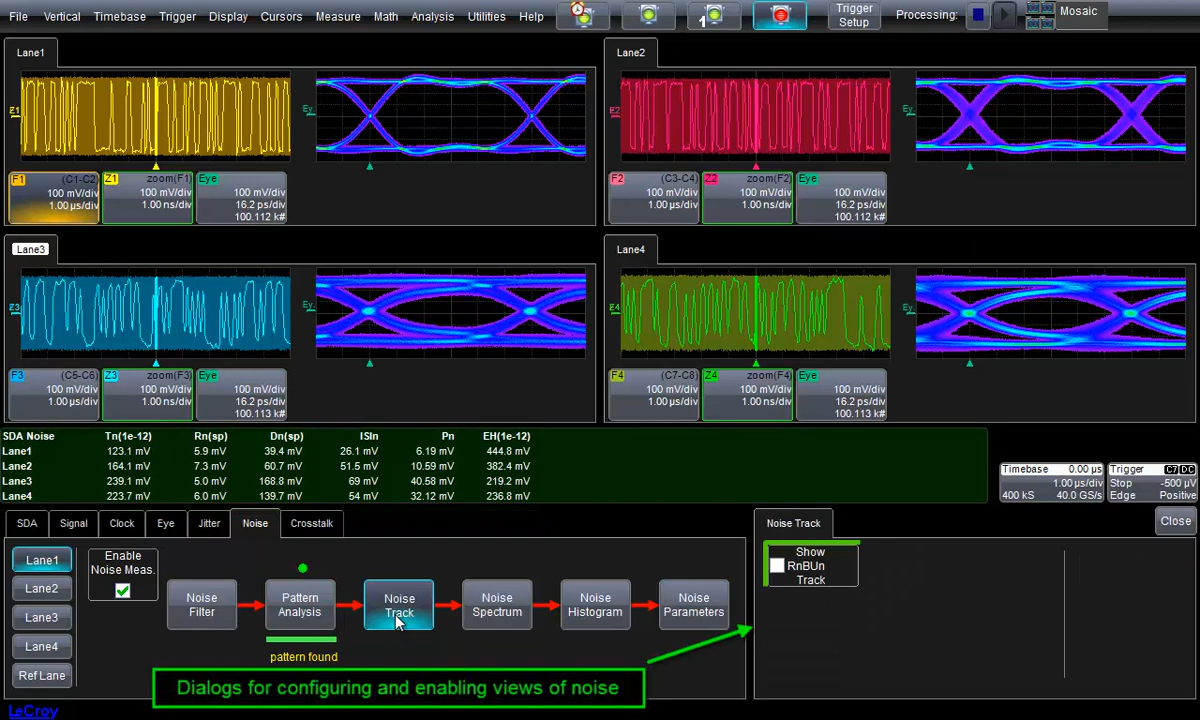 File Vertical Timebase Trigger Display Cursors Measure Math Analysis Utilities Help 1 Trigger Setup Processing: Mosaic
Lane1
Z1
Ey.
F1 (C1-C2) 100 mV/div 1.00 µs/div
Z1 zoom(F1) 100 mV/div 1.00 ns/div
Eye 100 mV/div 16.2 ps/div 100.112 k#
Lane2
Ey.
F2 (C3-C4) 100 mV/div 1.00 µs/div
Z2 zoom(F2) 100 mV/div 1.00 ns/div
Eye 100 mV/div 16.2 ps/div 100.112 k#
Lane3
Z3
Ey.
F3 (C5-C6) 100 mV/div 1.00 µs/div
Z3 zoom(F3) 100 mV/div 1.00 ns/div
Eye 100 mV/div 16.2 ps/div 100.113 k#
Lane4
Ey.
F4 (C7-C8) 100 mV/div 1.00 µs/div
Z4 zoom(F4) 100 mV/div 1.00 ns/div
Eye 100 mV/div 16.2 ps/div 100.113 k#
SDA Noise Tn(1e-12) Rn(sp) Dn(sp) ISIn Pn EH(1e-12)
Lane1 123.1 mV 5.9 mV 39.4 mV 26.1 mV 6.19 mV 444.8 mV
Lane2 164.1 mV 7.3 mV 60.7 mV 51.5 mV 10.59 mV 382.4 mV
Lane3 239.1 mV 5.0 mV 168.8 mV 69 mV 40.58 mV 219.2 mV
Lane4 223.7 mV 6.0 mV 139.7 mV 54 mV 32.12 mV 236.8 mV
Timebase 0.00 µs
1.00 µs/div
400 kS 40.0 GS/s
Trigger C7 DC
Stop -500 µV
Edge Positive
SDA Signal Clock Eye Jitter Noise Crosstalk
Noise Track
Close
Lane1
Lane2
Lane3
Lane4
Ref Lane
Enable
Noise Meas.
Noise Filter
Pattern Analysis
Noise Track
Noise Spectrum
Noise Histogram
Noise Parameters
pattern found
Show
RnBUn
Track
Dialogs for configuring and enabling views of noise
LeCroy